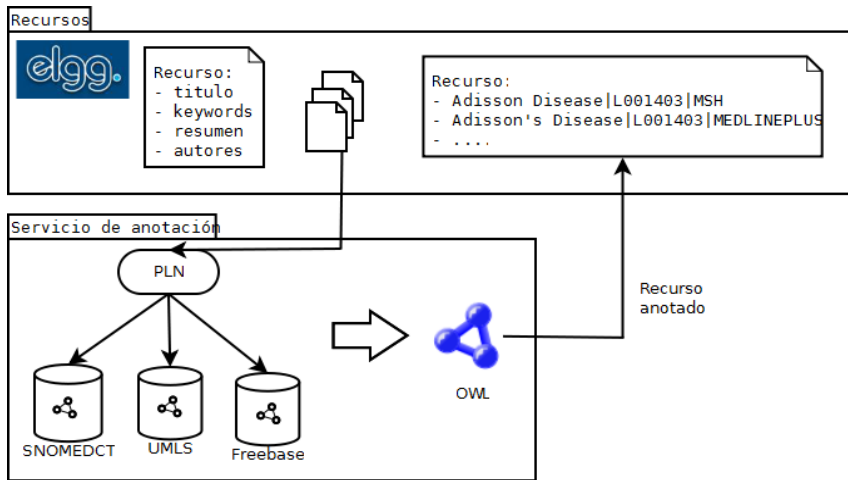 Recursos
elgg.
Recurso:
- titulo
- keywords
- resumen
- autores
Recurso:
- Adisson Disease|L001403|MSH
- Adisson's Disease|L001403|MEDLINEPLUS
- ....
Servicio de anotación
PLN
SNOMEDCT
UMLS
Freebase
OWL
Recurso
anotado